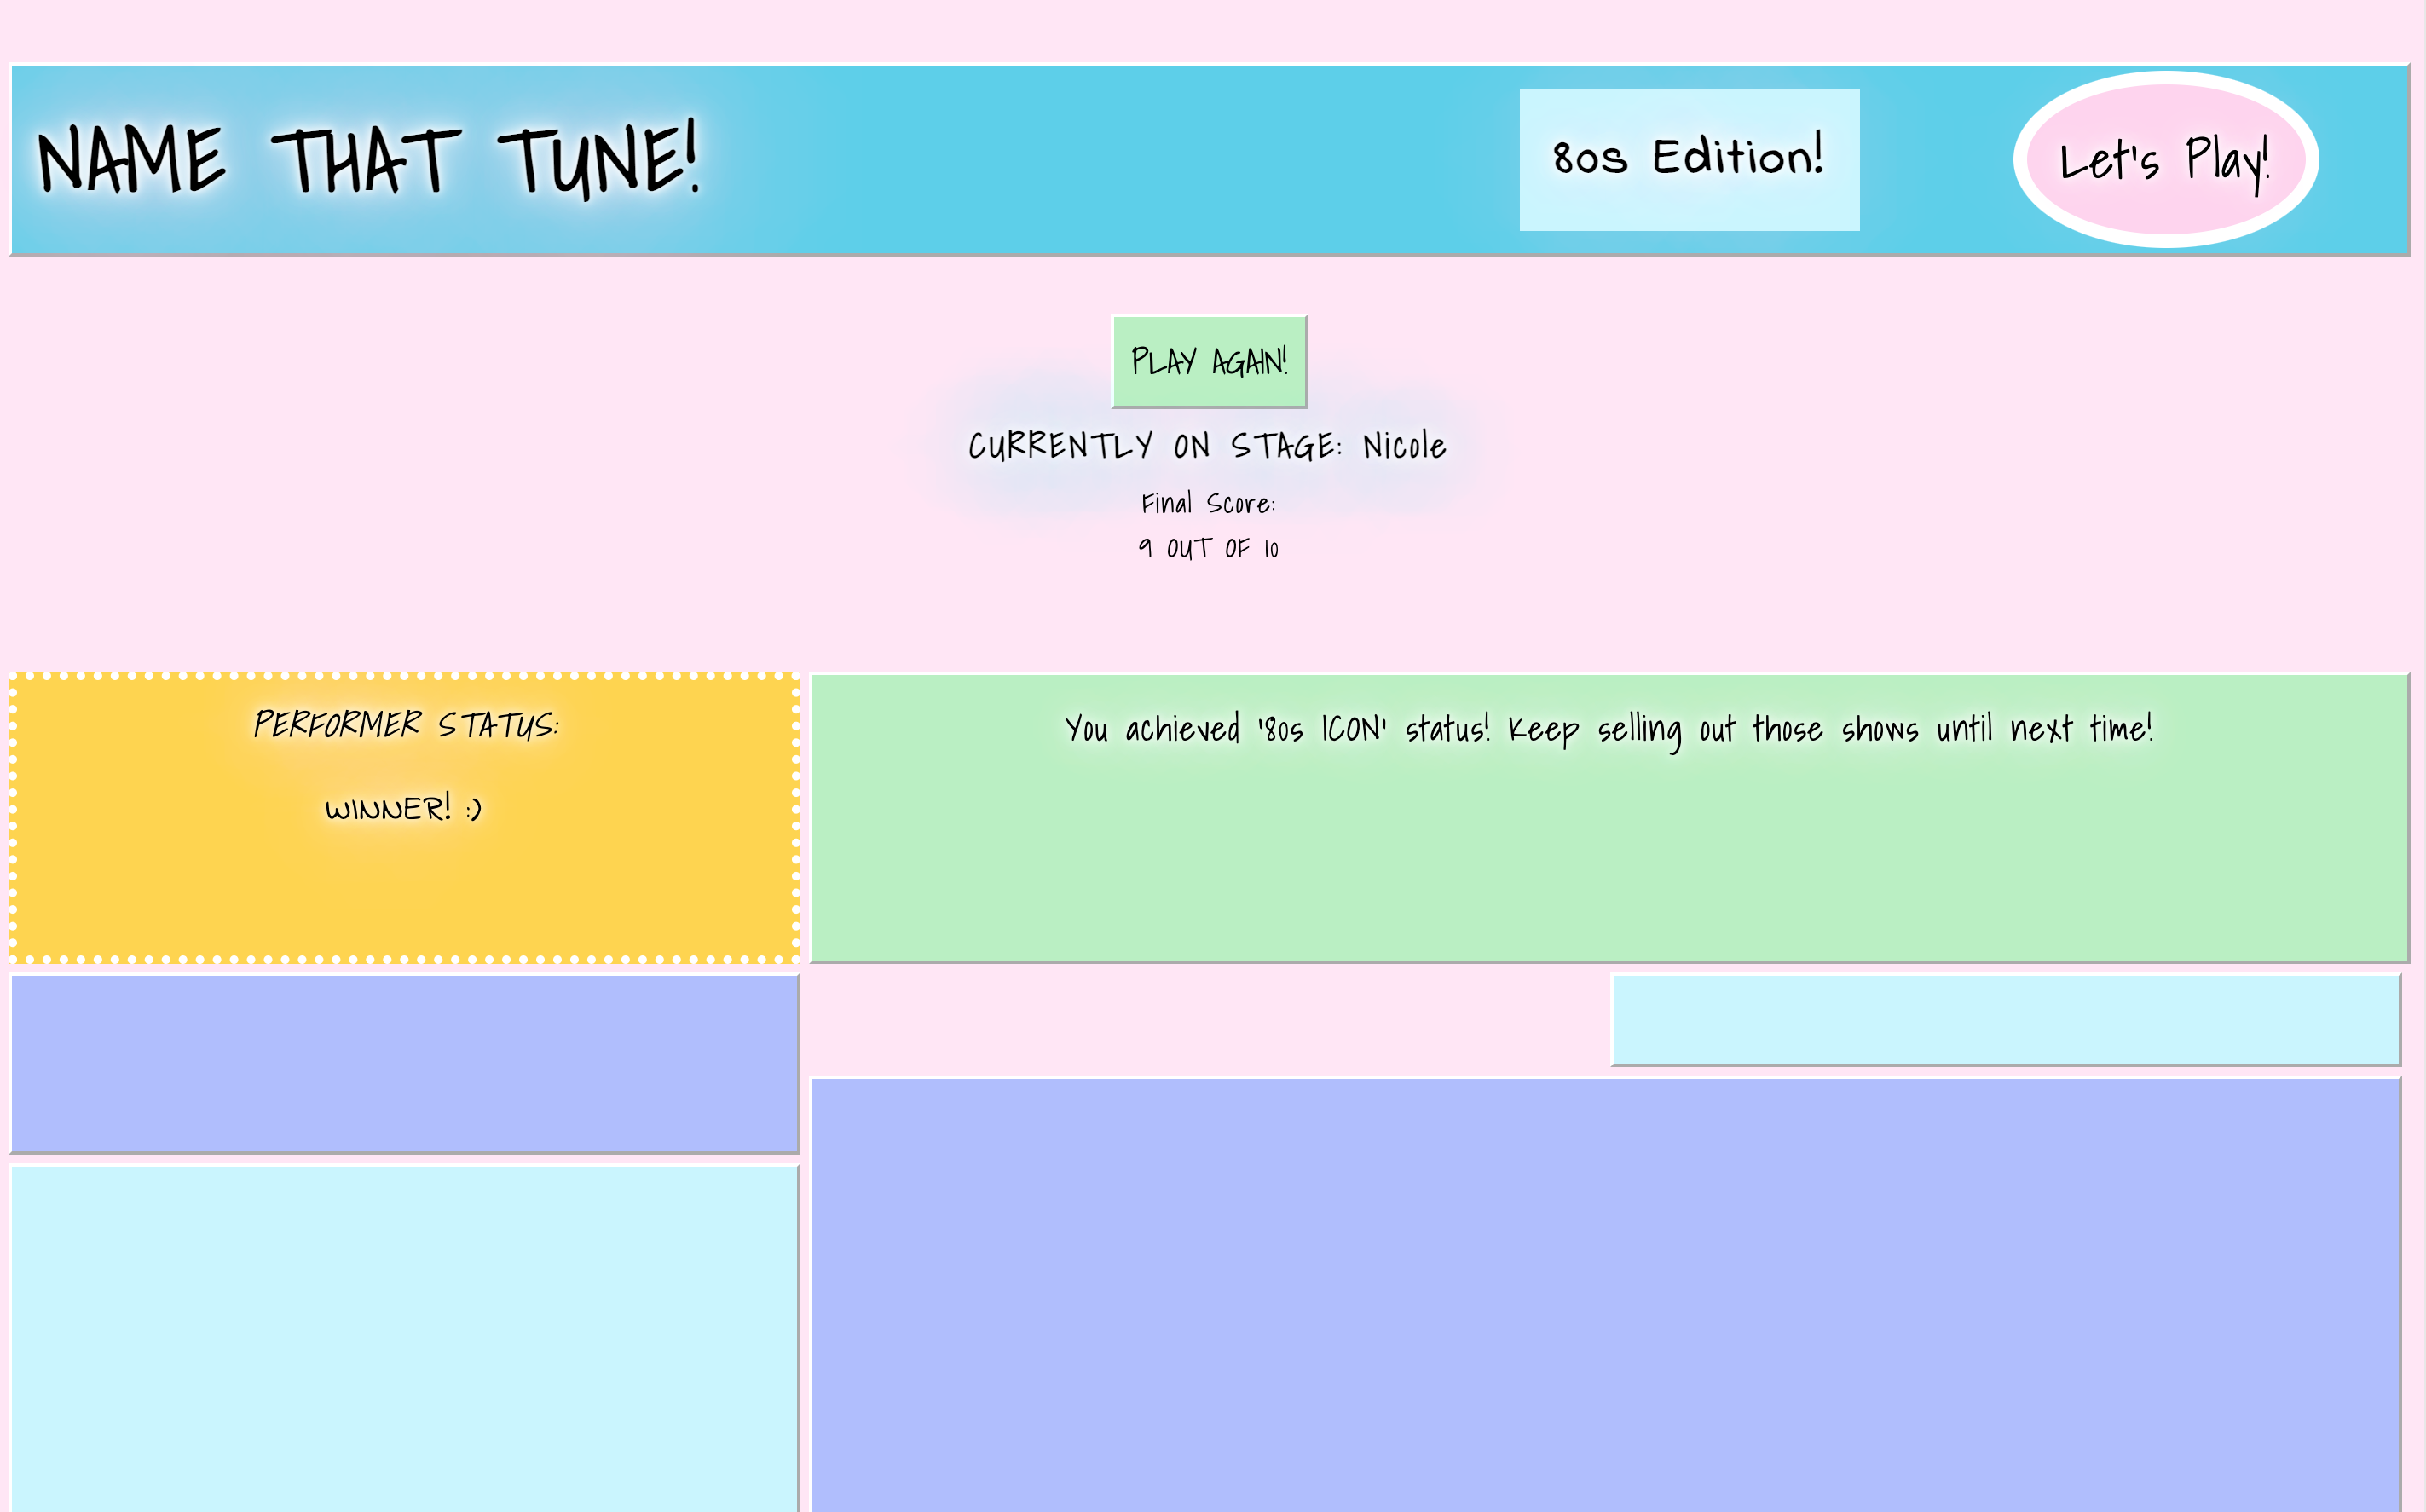 NAME THAT TUNE!
80s Edition!
Let's Play!
PLAY AGAIN!
CURRENTLY ON STAGE: Nicole
Final Score:
9 OUT OF 10
PERFORMER STATUS:
WINNER! :)
You achieved '80s ICON' status! Keep selling out those shows until next time!